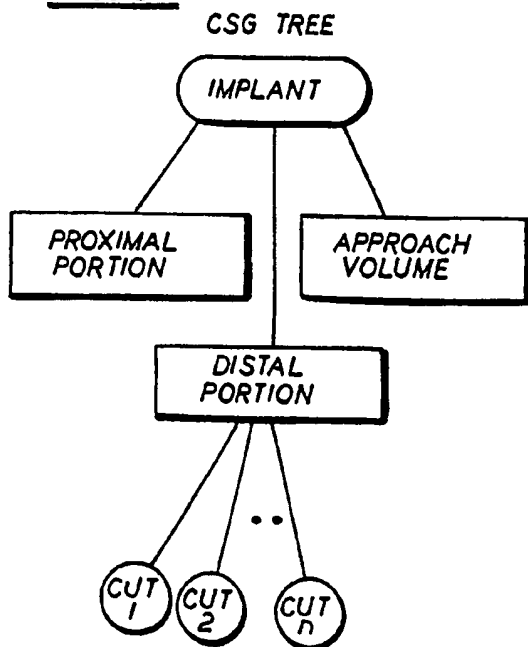 CSG TREE
IMPLANT
PROXIMAL
PORTION
APPROACH
VOLUME
DISTAL
PORTION
CUT
1
CUT
2
CUT
n